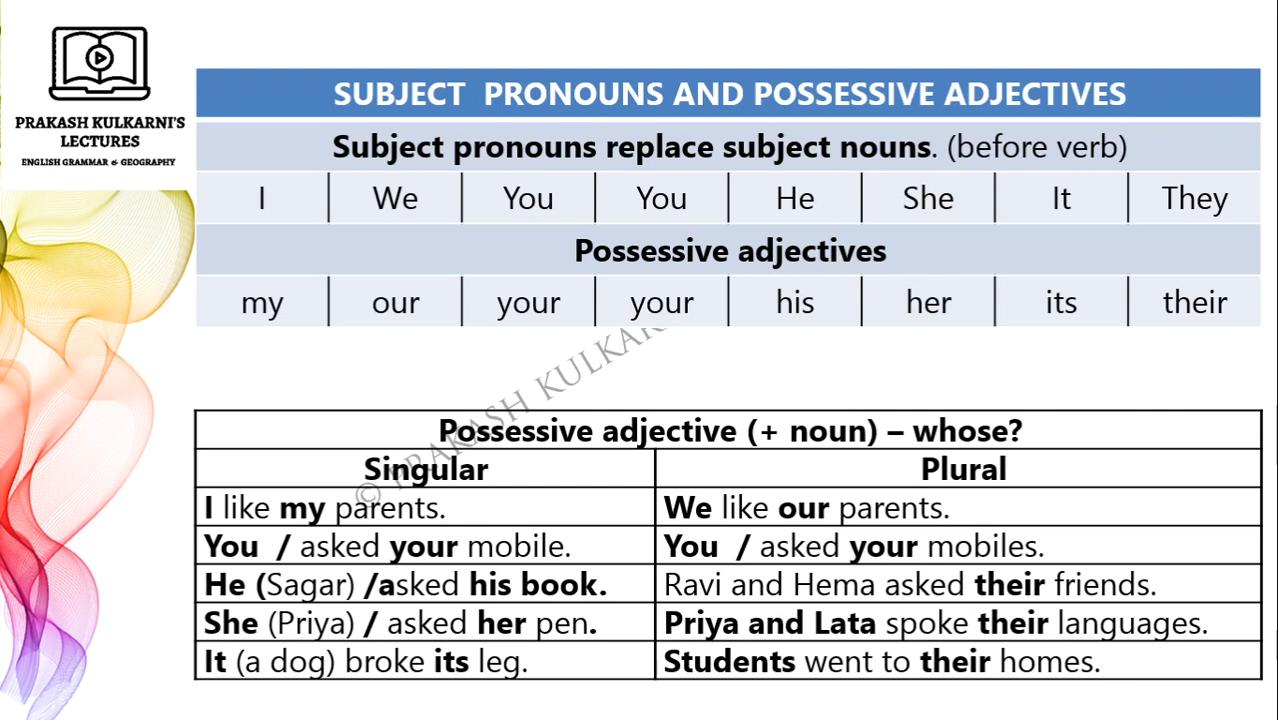 PRAKASH KULKARNI'S
LECTURES
ENGLISH GRAMMAR & GEOGRAPHY
SUBJECT PRONOUNS AND POSSESSIVE ADJECTIVES
Subject pronouns replace subject nouns. (before verb)
I We You You He She It They
Possessive adjectives
my our your your his her its their
© PRAKASH KULKAR
Possessive adjective (+ noun) – whose?
Singular Plural
I like my parents. We like our parents.
You / asked your mobile. You / asked your mobiles.
He (Sagar) /asked his book. Ravi and Hema asked their friends.
She (Priya) / asked her pen. Priya and Lata spoke their languages.
It (a dog) broke its leg. Students went to their homes.